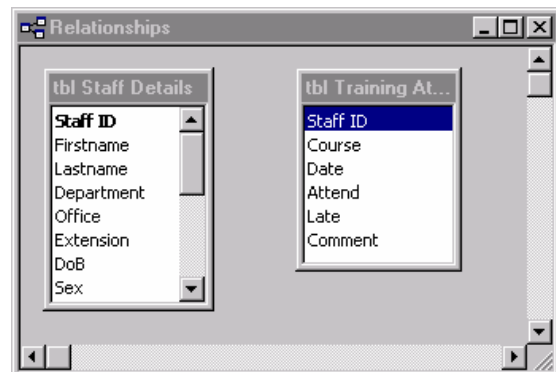 Relationships
tbl Staff Details
Staff ID
Firstname
Lastname
Department
Office
Extension
DoB
Sex
tbl Training At...
Staff ID
Course
Date
Attend
Late
Comment